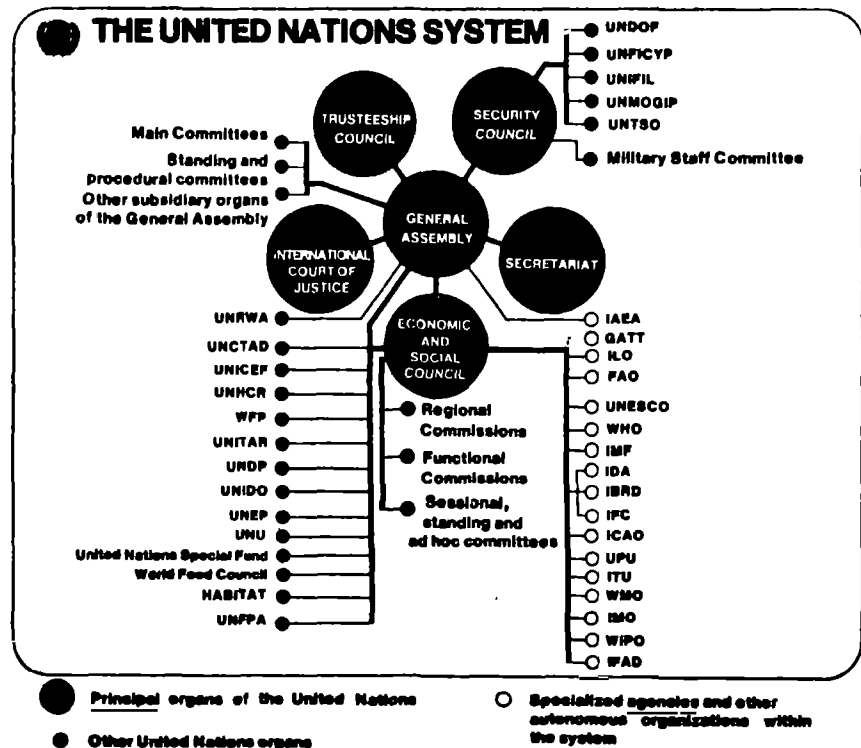 THE UNITED NATIONS SYSTEM
UNDOF
UNFICYP
UNIFIL
UNMOGIP
UNTSO
Military Staff Committee
TRUSTEESHIP
COUNCIL
SECURITY
COUNCIL
Main Committees
Standing and
procedural committees
Other subsidiary organs
of the General Assembly
GENERAL
ASSEMBLY
INTERNATIONAL
COURT OF
JUSTICE
SECRETARIAT
ECONOMIC
AND
SOCIAL
COUNCIL
UNRWA
UNCTAD
UNICEF
UNHCR
WFP
UNITAR
UNDP
UNIDO
UNEP
UNU
United Nations Special Fund
World Food Council
HABITAT
UNFPA
Regional
Commissions
Functional
Commissions
Sessional,
standing and
ad hoc committees
IAEA
GATT
ILO
FAO
UNESCO
WHO
IMF
IDA
IBRD
IFC
ICAO
UPU
ITU
WMO
IMO
WIPO
IFAD
Principal organs of the United Nations
Other United Nations organs
Specialized agencies and other
autonomous organizations within
the system